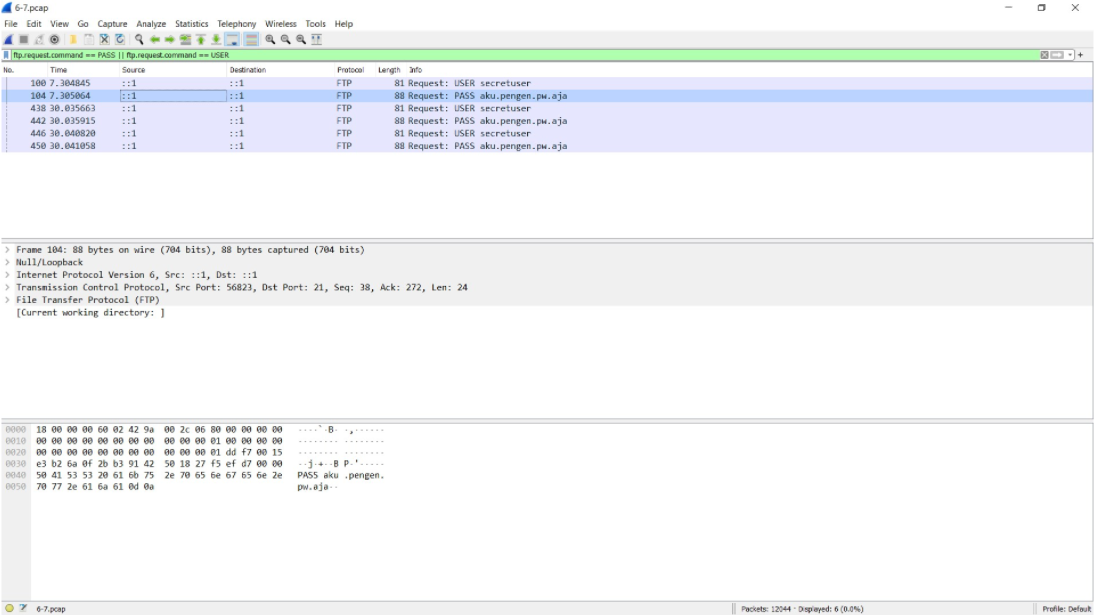 6-7.pcap
File Edit View Go Capture Analyze Statistics Telephony Wireless Tools Help
ftp.request.command == PASS || ftp.request.command == USER
No. Time Source Destination Protocol Length Info
100 7.304845 ::1 ::1 FTP 81 Request: USER secretuser
104 7.305064 ::1 ::1 FTP 88 Request: PASS aku.pengen.pw.aja
438 30.035663 ::1 ::1 FTP 81 Request: USER secretuser
442 30.035915 ::1 ::1 FTP 88 Request: PASS aku.pengen.pw.aja
446 30.040820 ::1 ::1 FTP 81 Request: USER secretuser
450 30.041058 ::1 ::1 FTP 88 Request: PASS aku.pengen.pw.aja
> Frame 104: 88 bytes on wire (704 bits), 88 bytes captured (704 bits)
> Null/Loopback
> Internet Protocol Version 6, Src: ::1, Dst: ::1
> Transmission Control Protocol, Src Port: 56823, Dst Port: 21, Seq: 38, Ack: 272, Len: 24
> File Transfer Protocol (FTP)
[Current working directory: ]
0000 18 00 00 00 60 02 42 9a 00 2c 06 80 00 00 00 00 ····`·B· ·,······
0010 00 00 00 00 00 00 00 00 00 00 00 01 00 00 00 00 ········ ········
0020 00 00 00 00 00 00 00 00 00 00 00 01 dd f7 00 15 ········ ········
0030 e3 b2 6a 0f 2b b3 91 42 50 18 27 f5 ef d7 00 00 ··j·+··B P·'·····
0040 50 41 53 53 20 61 6b 75 2e 70 65 6e 67 65 6e 2e PASS aku .pengen.
0050 70 77 2e 61 6a 61 0d 0a pw.aja··
6-7.pcap
Packets: 12044 · Displayed: 6 (0.0%)
Profile: Default